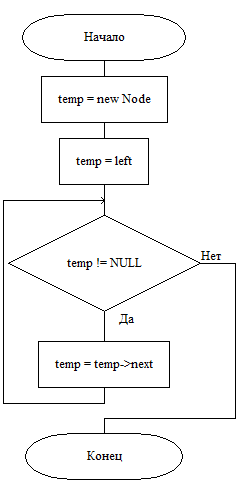 Начало
temp = new Node
temp = left
temp != NULL
Нет
Да
temp = temp->next
Конец